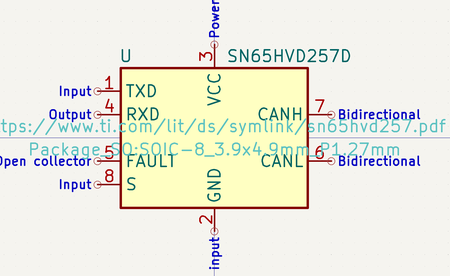 Power
U
SN65HVD257D
3
VCC
Input
1
TXD
Output
4
RXD
CANH
7
Bidirectional
ttps://www.ti.com/lit/ds/symlink/sn65hvd257.pdf
Package_SO:SOIC-8_3.9x4.9mm_P1.27mm
Open collector
5
FAULT
CANL
6
Bidirectional
Input
8
S
GND
2
input